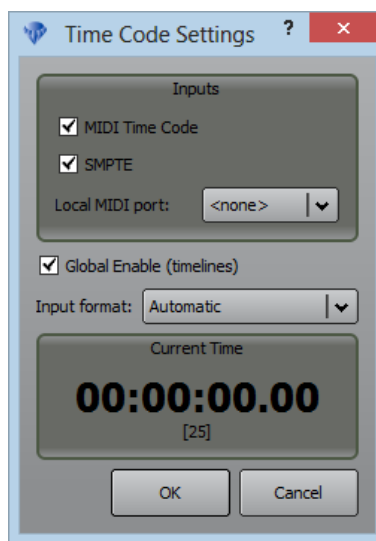 Time Code Settings ?
Inputs
MIDI Time Code
SMPTE
Local MIDI port: <none>
Global Enable (timelines)
Input format: Automatic
Current Time
00:00:00.00
[25]
OK Cancel